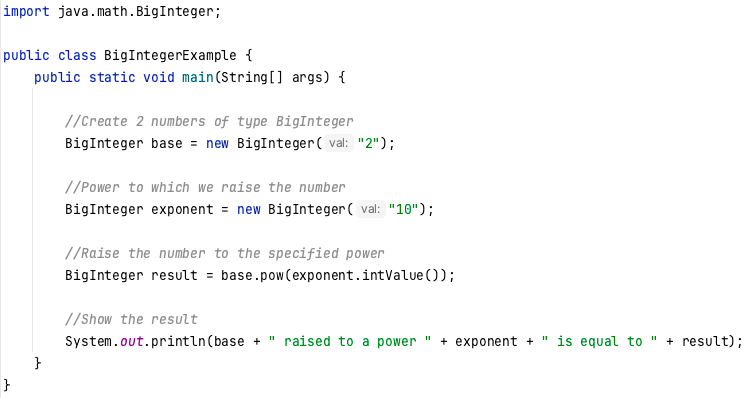 import java.math.BigInteger;
public class BigIntegerExample {
public static void main(String[] args) {
//Create 2 numbers of type BigInteger
BigInteger base = new BigInteger( val: "2");
//Power to which we raise the number
BigInteger exponent = new BigInteger( val: "10");
//Raise the number to the specified power
BigInteger result = base.pow(exponent.intValue());
//Show the result
System.out.println(base + " raised to a power " + exponent + " is equal to " + result);
}
}